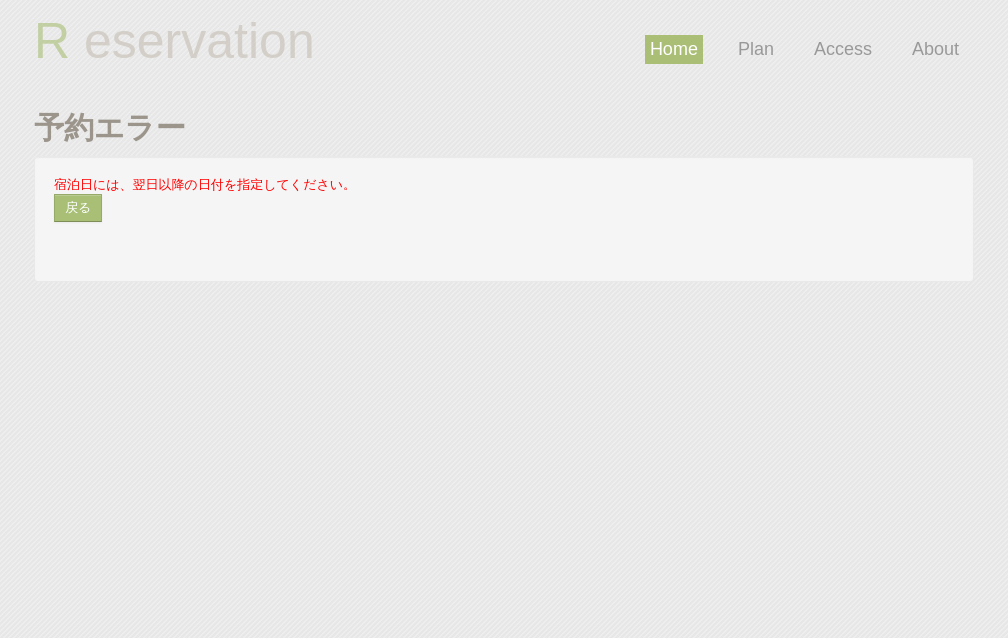 R eservation
Home Plan Access About
予約エラー
宿泊日には、翌日以降の日付を指定してください。
戻る